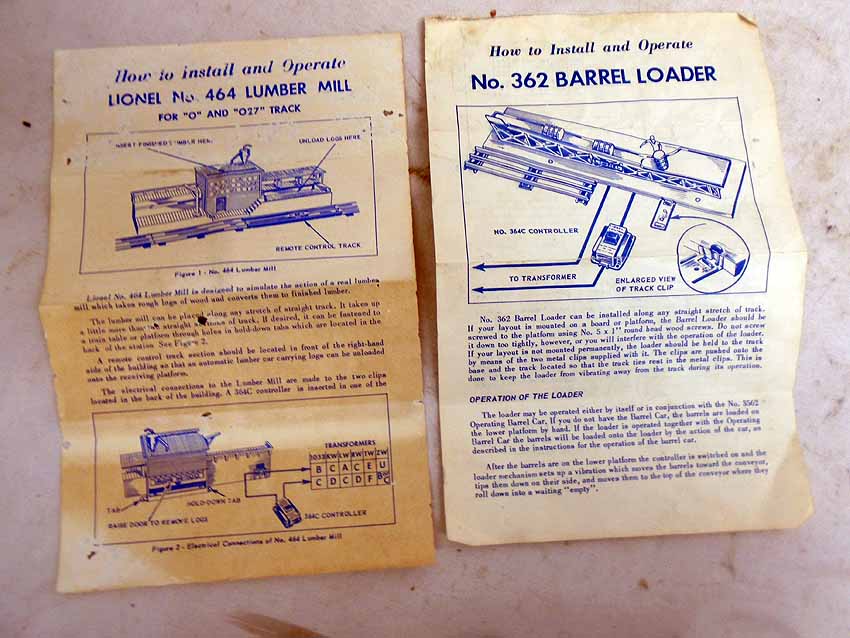 How to install and Operate
LIONEL No. 464 LUMBER MILL
FOR "O" AND "O27" TRACK
INSERT FINISHED LUMBER HERE
UNLOAD LOGS HERE
REMOTE CONTROL TRACK
Figure 1 - No. 464 Lumber Mill
Lionel No. 464 Lumber Mill is designed to simulate the action of a real lumber
mill which takes rough logs of wood and converts them to finished lumber.
The lumber mill can be placed along any stretch of straight track. It takes up
a little more than two straight sections of track. If desired, it can be fastened to
a train table or platform through holes in hold-down tabs which are located in the
back of the station. See Figure 2.
A remote control track section should be located in front of the right-hand
side of the building so that an automatic lumber car carrying logs can be unloaded
onto the receiving platform.
The electrical connections to the Lumber Mill are made to the two clips
located in the back of the building. A 364C controller is inserted in one of the
TRANSFORMERS
1033 KW LW RW TW ZW
B C A C E U
C D C D F B or C
TAB
HOLD-DOWN TAB
RAISE DOOR TO REMOVE LOGS
364C CONTROLLER
Figure 2 - Electrical Connections of No. 464 Lumber Mill
How to Install and Operate
No. 362 BARREL LOADER
NO. 364C CONTROLLER
TO TRANSFORMER
ENLARGED VIEW
OF TRACK CLIP
No. 362 Barrel Loader can be installed along any straight stretch of track.
If your layout is mounted on a board or platform, the Barrel Loader should be
screwed to the platform using No. 5 x 1" round head wood screws. Do not screw
it down too tightly, however, or you will interfere with the operation of the loader.
If your layout is not mounted permanently, the loader should be held to the track
by means of the two metal clips supplied with it. The clips are pushed onto the
base and the track located so that the track ties rest in the metal clips. This is
done to keep the loader from vibrating away from the track during its operation.
OPERATION OF THE LOADER
The loader may be operated either by itself or in conjunction with the No. 3562
Operating Barrel Car. If you do not have the Barrel Car, the barrels are loaded on
the lower platform by hand. If the loader is operated together with the Operating
Barrel Car the barrels will be loaded onto the loader by the action of the car, as
described in the instructions for the operation of the barrel car.
After the barrels are on the lower platform the controller is switched on and the
loader mechanism sets up a vibration which moves the barrels toward the conveyor,
tips them down on their side, and moves them to the top of the conveyor where they
roll down into a waiting "empty".